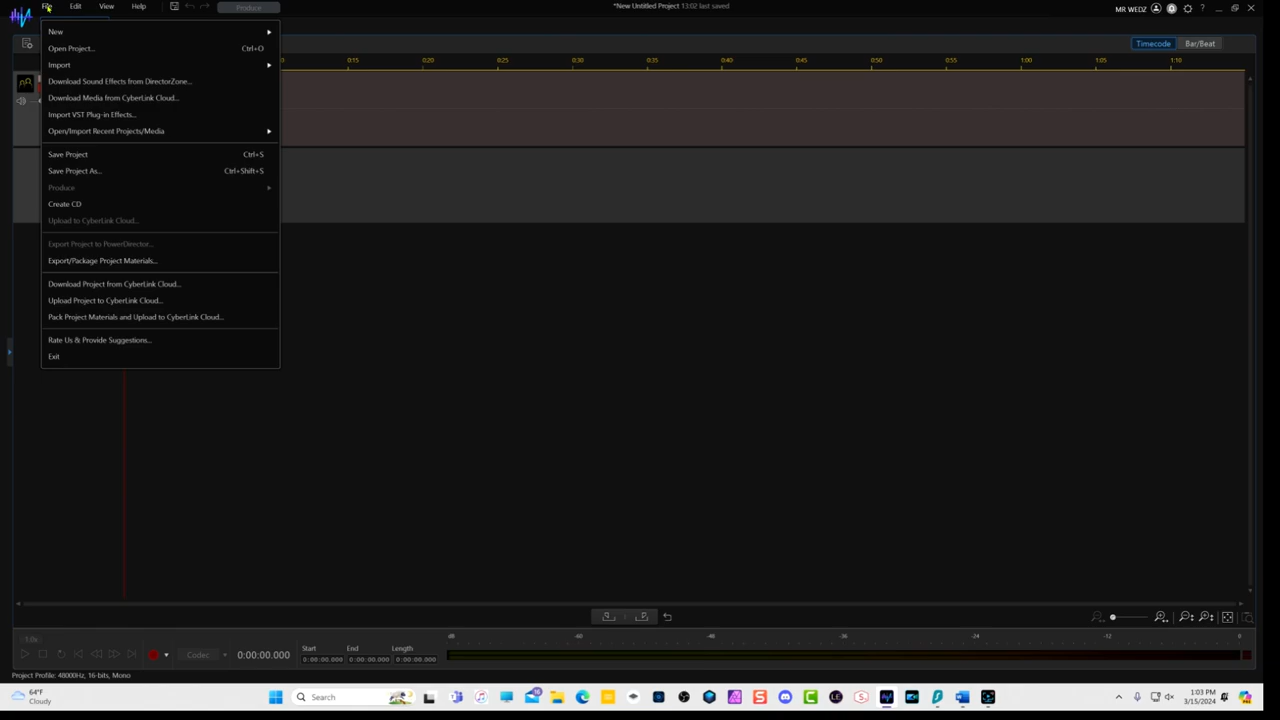 File Edit View Help Produce *New Untitled Project 13:02 last saved MR WEDZ
New
Open Project... Ctrl+O
Import
Download Sound Effects from DirectorZone...
Download Media from CyberLink Cloud...
Import VST Plug-in Effects...
Open/Import Recent Projects/Media
Save Project Ctrl+S
Save Project As... Ctrl+Shift+S
Produce
Create CD
Upload to CyberLink Cloud...
Export Project to PowerDirector...
Export/Package Project Materials...
Download Project from CyberLink Cloud...
Upload Project to CyberLink Cloud...
Pack Project Materials and Upload to CyberLink Cloud...
Rate Us & Provide Suggestions...
Exit
Timecode Bar/Beat
0:15 0:20 0:25 0:30 0:35 0:40 0:45 0:50 0:55 1:00 1:05 1:10
1.0x
dB -60 -48 -36 -24 -12 0
Codec 0:00:00.000
Start End Length
0:00:00.000 0:00:00.000 0:00:00.000
Project Profile: 48000Hz, 16-bits, Mono
64°F
Cloudy
Search
16
1:03 PM
3/15/2024